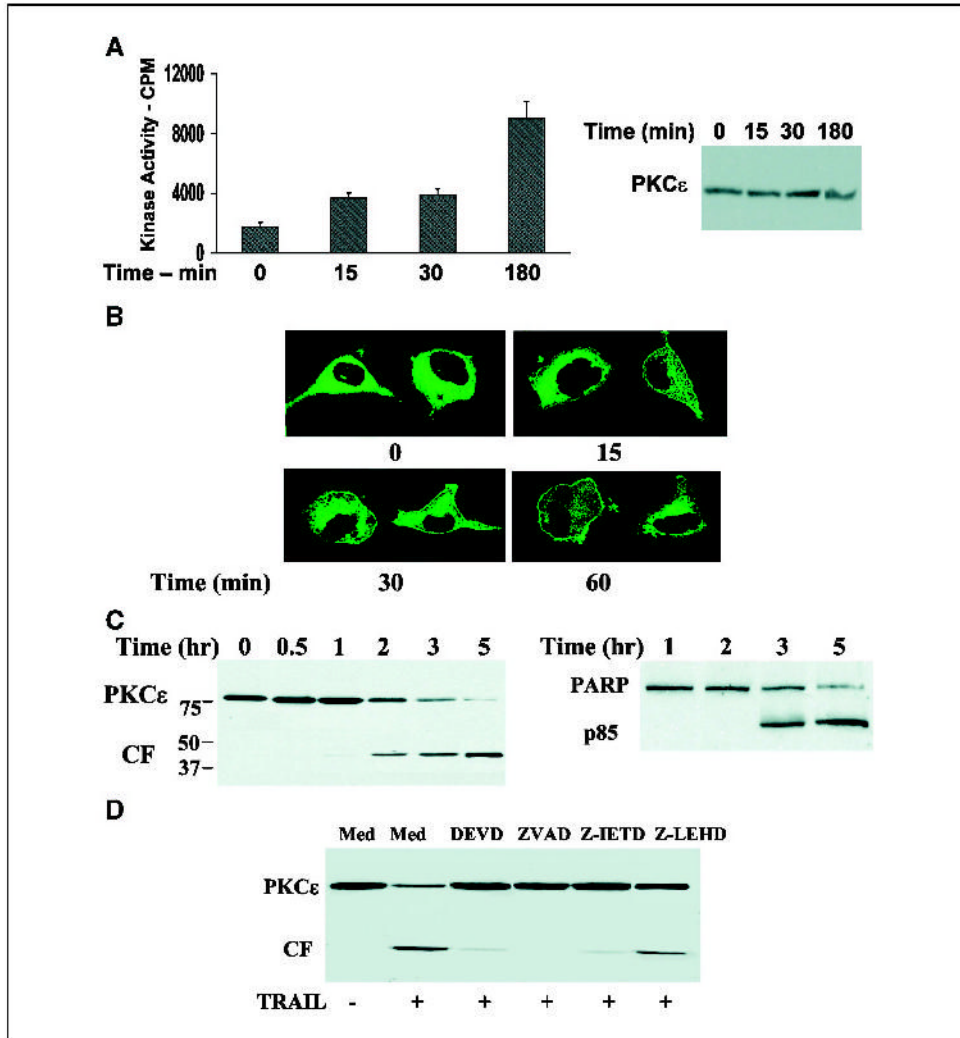 A
Kinase Activity - CPM
12000
8000
4000
0
Time – min 0 15 30 180
Time (min) 0 15 30 180
PKCε
B
0 15
Time (min) 30 60
C
Time (hr) 0 0.5 1 2 3 5
PKCε
75
50
CF
37
Time (hr) 1 2 3 5
PARP
p85
D
Med Med DEVD ZVAD Z-IETD Z-LEHD
PKCε
CF
TRAIL - + + + + +